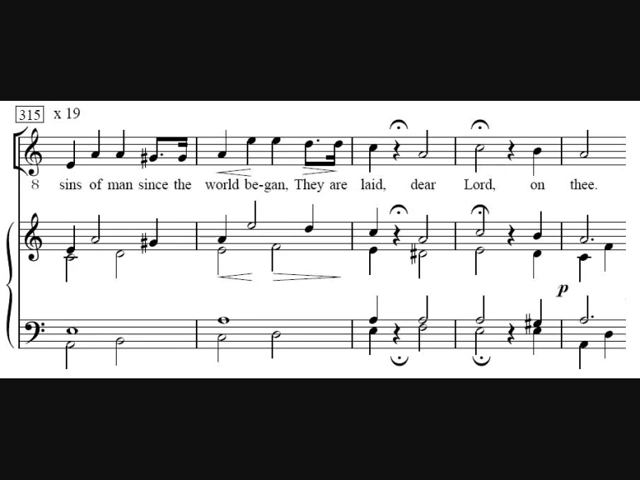 315 x 19
8 sins of man since the world be-gan, They are laid, dear Lord, on thee.
p